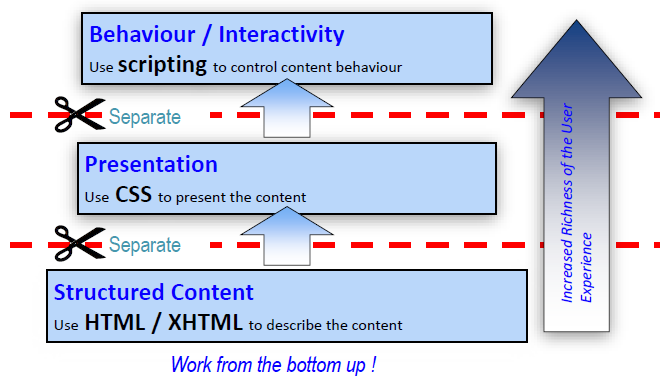 Behaviour / Interactivity
Use scripting to control content behaviour
Separate
Presentation
Use CSS to present the content
Separate
Structured Content
Use HTML / XHTML to describe the content
Work from the bottom up !
Increased Richness of the User
Experience